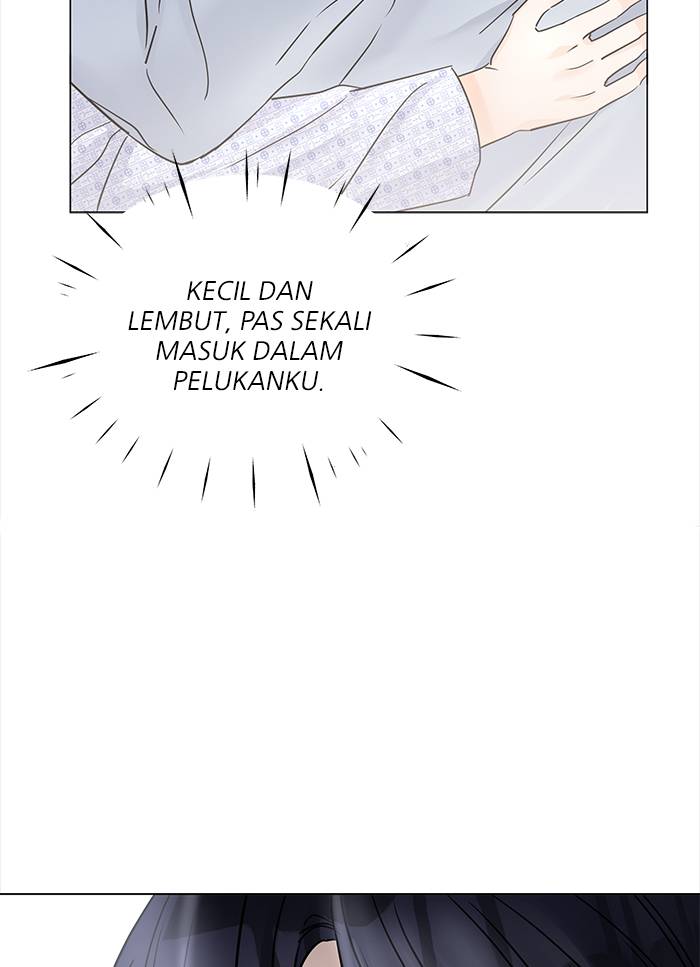 KECIL DAN
LEMBUT, PAS SEKALI
MASUK DALAM
PELUKANKU.